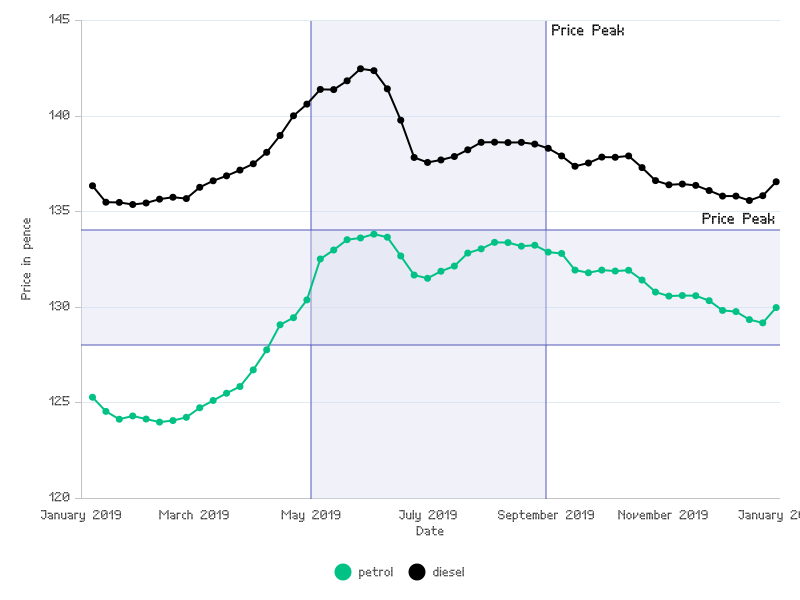 145
Price Peak
140
135
Price Peak
130
125
120
Price in pence
January 2019 March 2019 May 2019 July 2019 September 2019 November 2019 January
Date
petrol diesel